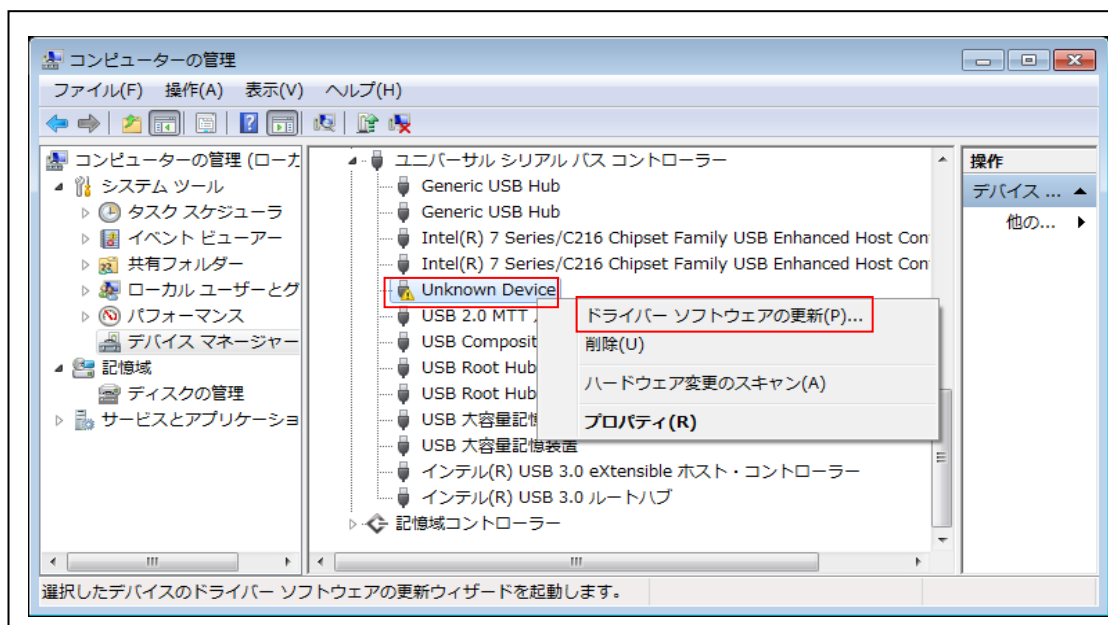 コンピューターの管理
ファイル(F) 操作(A) 表示(V) ヘルプ(H)
コンピューターの管理 (ローカ
システム ツール
タスク スケジューラ
イベント ビューアー
共有フォルダー
ローカル ユーザーとグ
パフォーマンス
デバイス マネージャー
記憶域
ディスクの管理
サービスとアプリケーショ
ユニバーサル シリアル バス コントローラー
Generic USB Hub
Generic USB Hub
Intel(R) 7 Series/C216 Chipset Family USB Enhanced Host Con
Intel(R) 7 Series/C216 Chipset Family USB Enhanced Host Con
Unknown Device
USB 2.0 MTT
USB Composit
USB Root Hub
USB Root Hub
USB 大容量記憶
USB 大容量記憶装置
インテル(R) USB 3.0 eXtensible ホスト・コントローラー
インテル(R) USB 3.0 ルートハブ
記憶域コントローラー
ドライバー ソフトウェアの更新(P)...
削除(U)
ハードウェア変更のスキャン(A)
プロパティ(R)
操作
デバイス ...
他の...
選択したデバイスのドライバー ソフトウェアの更新ウィザードを起動します。